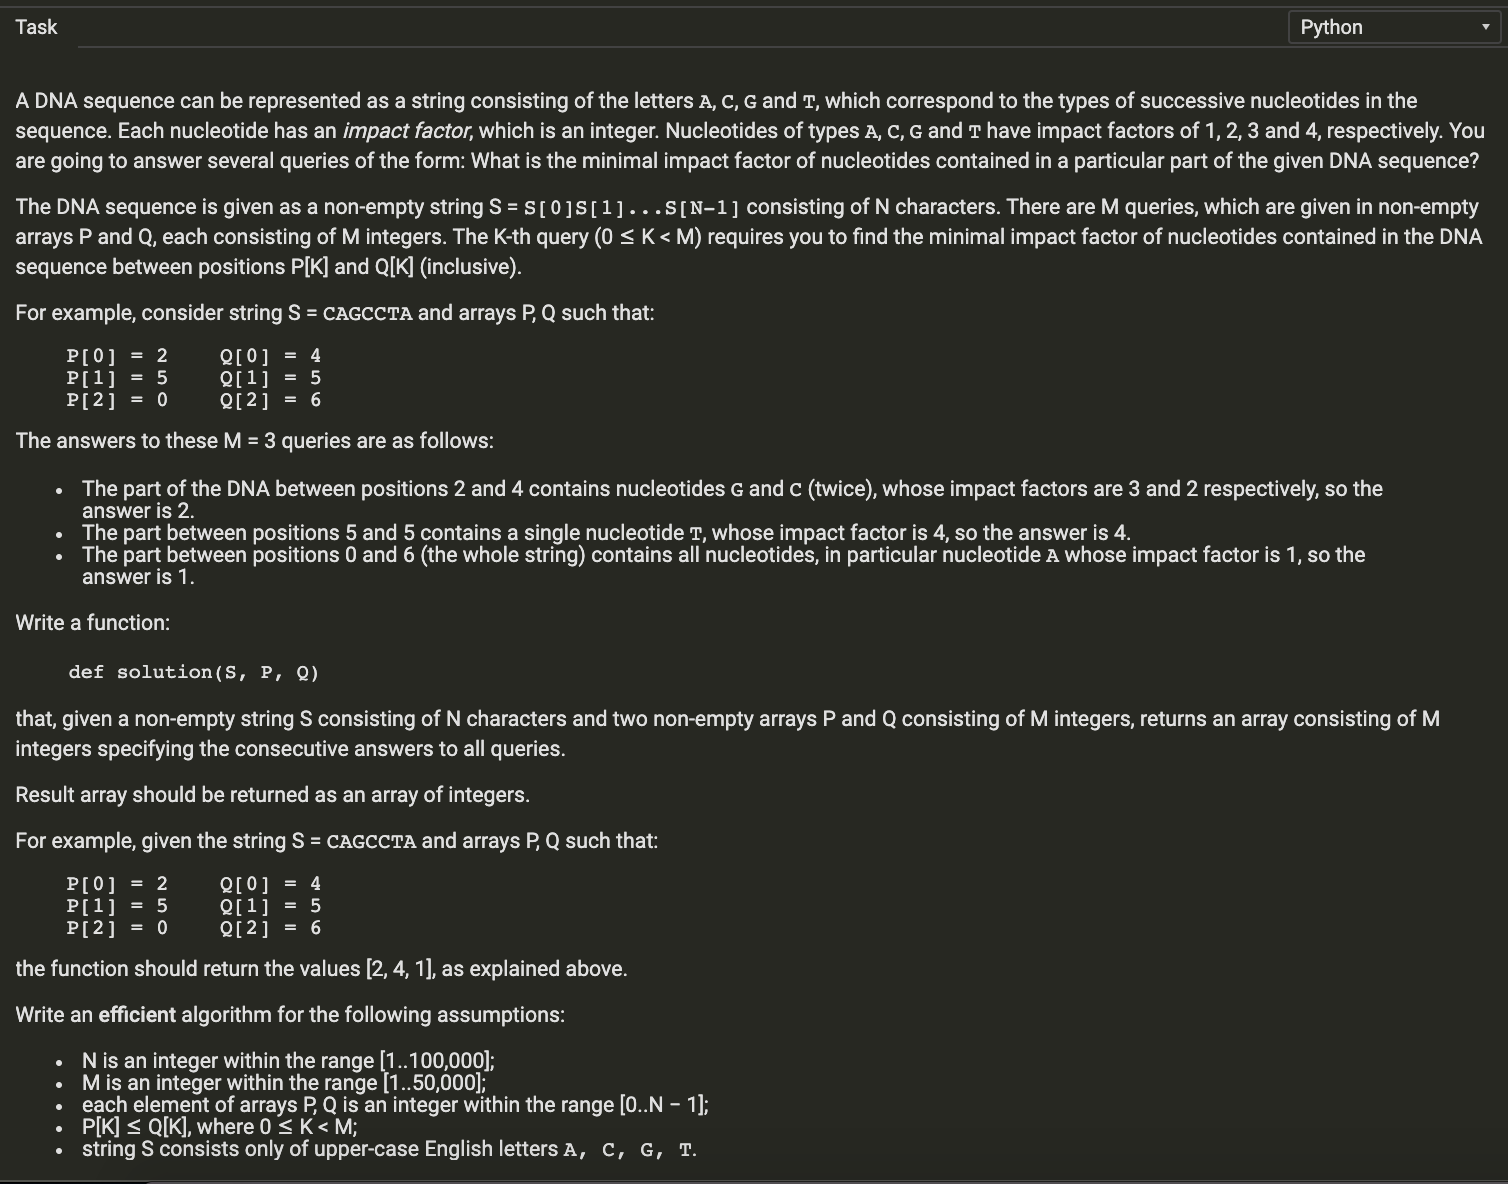 Task
Python
A DNA sequence can be represented as a string consisting of the letters A, C, G and T, which correspond to the types of successive nucleotides in the
sequence. Each nucleotide has an impact factor, which is an integer. Nucleotides of types A, C, G and T have impact factors of 1, 2, 3 and 4, respectively. You
are going to answer several queries of the form: What is the minimal impact factor of nucleotides contained in a particular part of the given DNA sequence?
The DNA sequence is given as a non-empty string S = S[0]S[1]...S[N-1] consisting of N characters. There are M queries, which are given in non-empty
arrays P and Q, each consisting of M integers. The K-th query (0 ≤ K < M) requires you to find the minimal impact factor of nucleotides contained in the DNA
sequence between positions P[K] and Q[K] (inclusive).
For example, consider string S = CAGCCTA and arrays P, Q such that:
P[0] = 2 Q[0] = 4
P[1] = 5 Q[1] = 5
P[2] = 0 Q[2] = 6
The answers to these M = 3 queries are as follows:
• The part of the DNA between positions 2 and 4 contains nucleotides G and C (twice), whose impact factors are 3 and 2 respectively, so the
answer is 2.
• The part between positions 5 and 5 contains a single nucleotide T, whose impact factor is 4, so the answer is 4.
• The part between positions 0 and 6 (the whole string) contains all nucleotides, in particular nucleotide A whose impact factor is 1, so the
answer is 1.
Write a function:
def solution(S, P, Q)
that, given a non-empty string S consisting of N characters and two non-empty arrays P and Q consisting of M integers, returns an array consisting of M
integers specifying the consecutive answers to all queries.
Result array should be returned as an array of integers.
For example, given the string S = CAGCCTA and arrays P, Q such that:
P[0] = 2 Q[0] = 4
P[1] = 5 Q[1] = 5
P[2] = 0 Q[2] = 6
the function should return the values [2, 4, 1], as explained above.
Write an efficient algorithm for the following assumptions:
• N is an integer within the range [1..100,000];
• M is an integer within the range [1..50,000];
• each element of arrays P, Q is an integer within the range [0..N − 1];
• P[K] ≤ Q[K], where 0 ≤ K < M;
• string S consists only of upper-case English letters A, C, G, T.